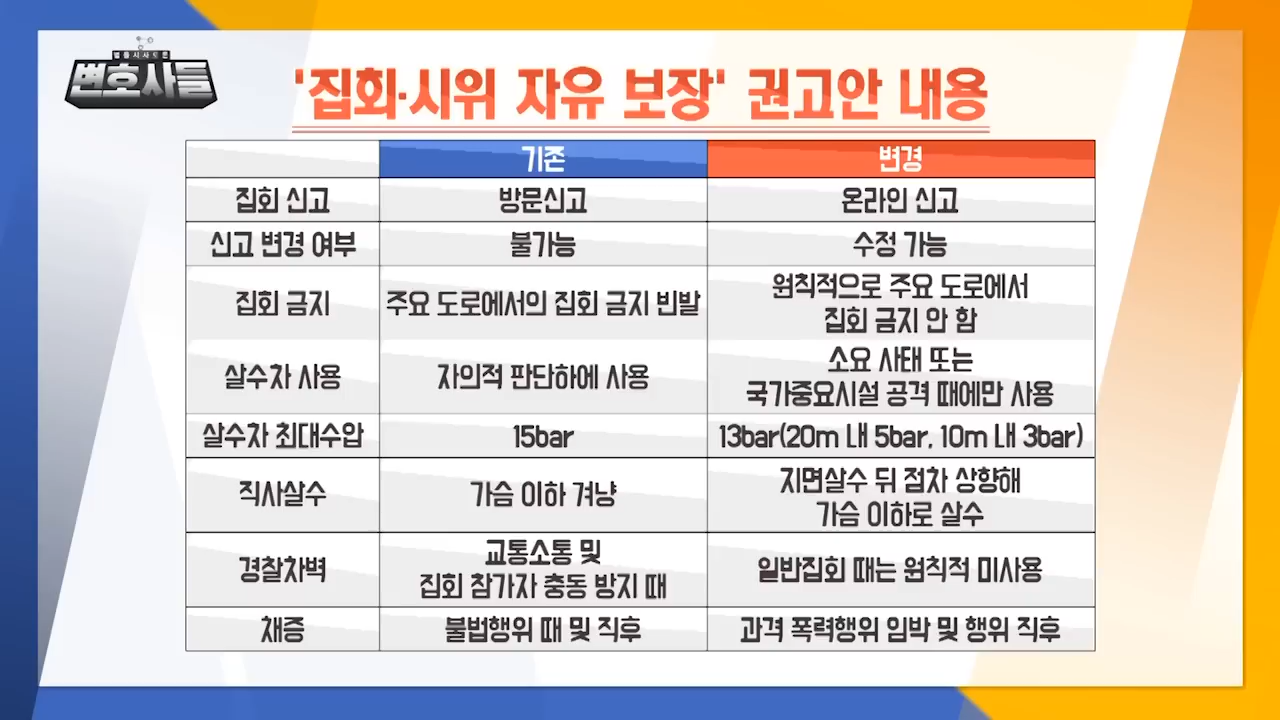 법률시사토론
변호사들
'집회·시위 자유 보장' 권고안 내용
기존 변경
집회 신고 방문신고 온라인 신고
신고 변경 여부 불가능 수정 가능
집회 금지 주요 도로에서의 집회 금지 빈발 원칙적으로 주요 도로에서
집회 금지 안 함
살수차 사용 자의적 판단하에 사용 소요 사태 또는
국가중요시설 공격 때에만 사용
살수차 최대수압 15bar 13bar(20m 내 5bar, 10m 내 3bar)
직사살수 가슴 이하 겨냥 지면살수 뒤 점차 상향해
가슴 이하로 살수
경찰차벽 교통소통 및
집회 참가자 충동 방지 때 일반집회 때는 원칙적 미사용
채증 불법행위 때 및 직후 과격 폭력행위 임박 및 행위 직후